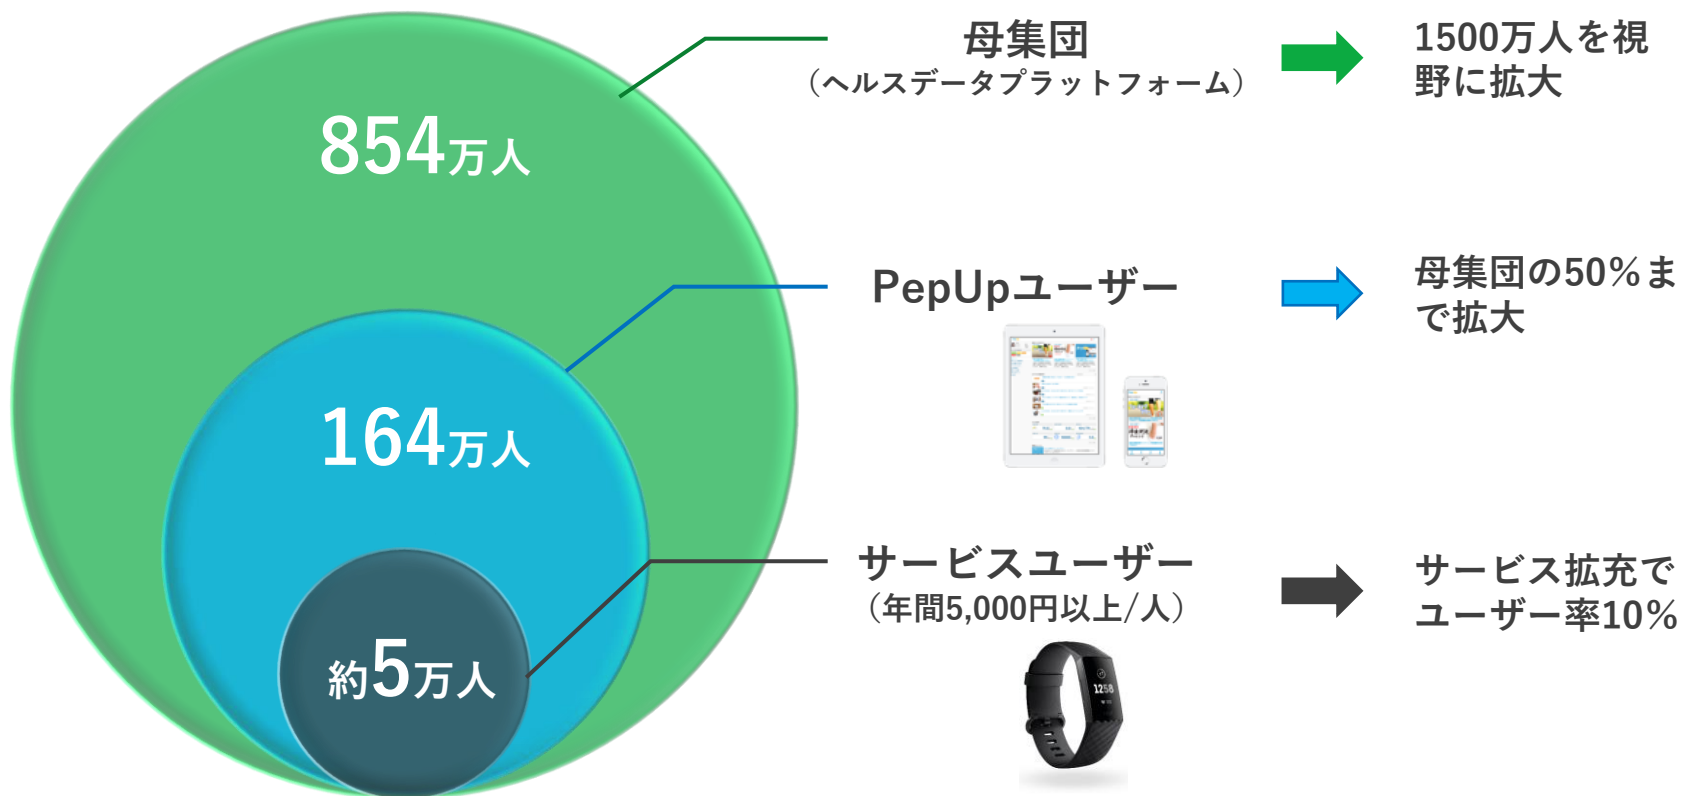 母集団
（ヘルスデータプラットフォーム）
1500万人を視
野に拡大
854万人
PepUpユーザー
母集団の50%ま
で拡大
164万人
サービスユーザー
（年間5,000円以上/人）
サービス拡充で
ユーザー率10%
約5万人
1258